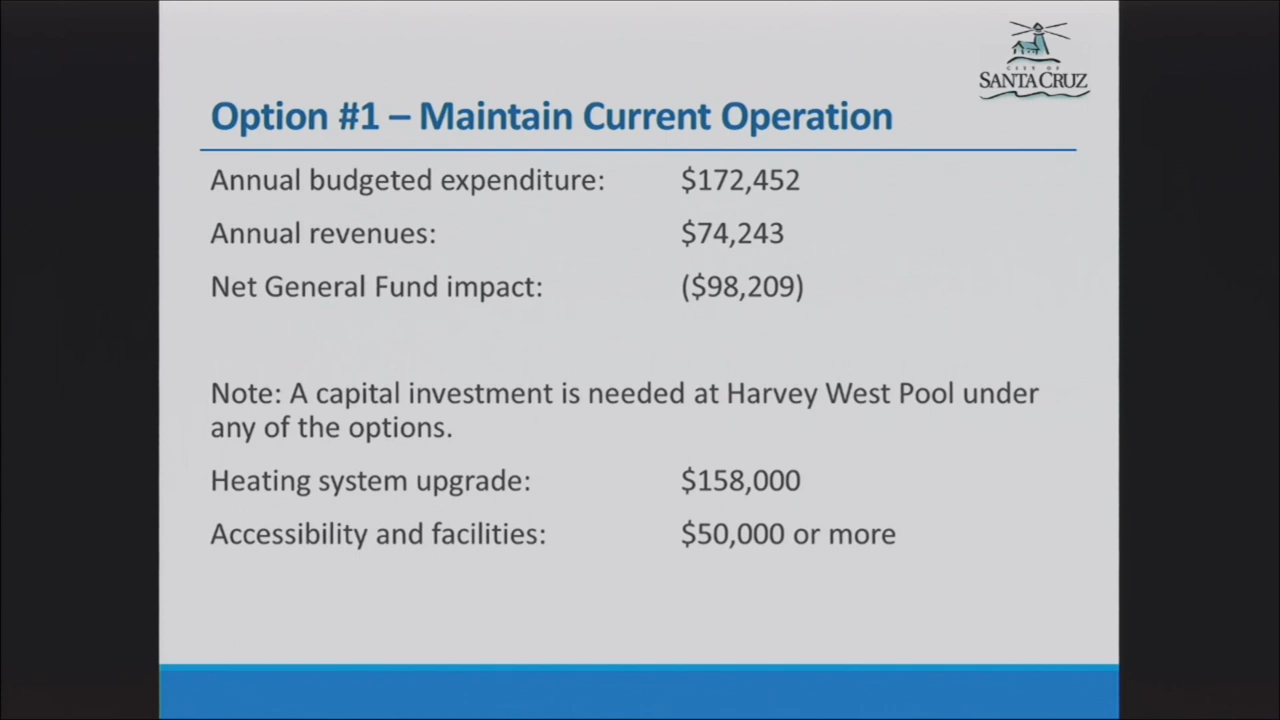 CITY OF
SANTA CRUZ
Option #1 – Maintain Current Operation
Annual budgeted expenditure: $172,452
Annual revenues: $74,243
Net General Fund impact: ($98,209)
Note: A capital investment is needed at Harvey West Pool under
any of the options.
Heating system upgrade: $158,000
Accessibility and facilities: $50,000 or more